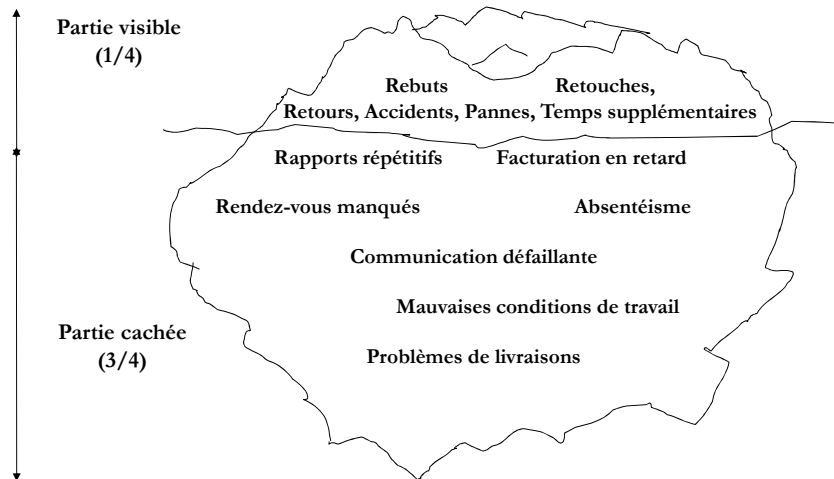 Partie visible
(1/4)
Rebuts Retouches,
Retours, Accidents, Pannes, Temps supplémentaires
Rapports répétitifs Facturation en retard
Rendez-vous manqués Absentéisme
Communication défaillante
Mauvaises conditions de travail
Partie cachée
(3/4)
Problèmes de livraisons